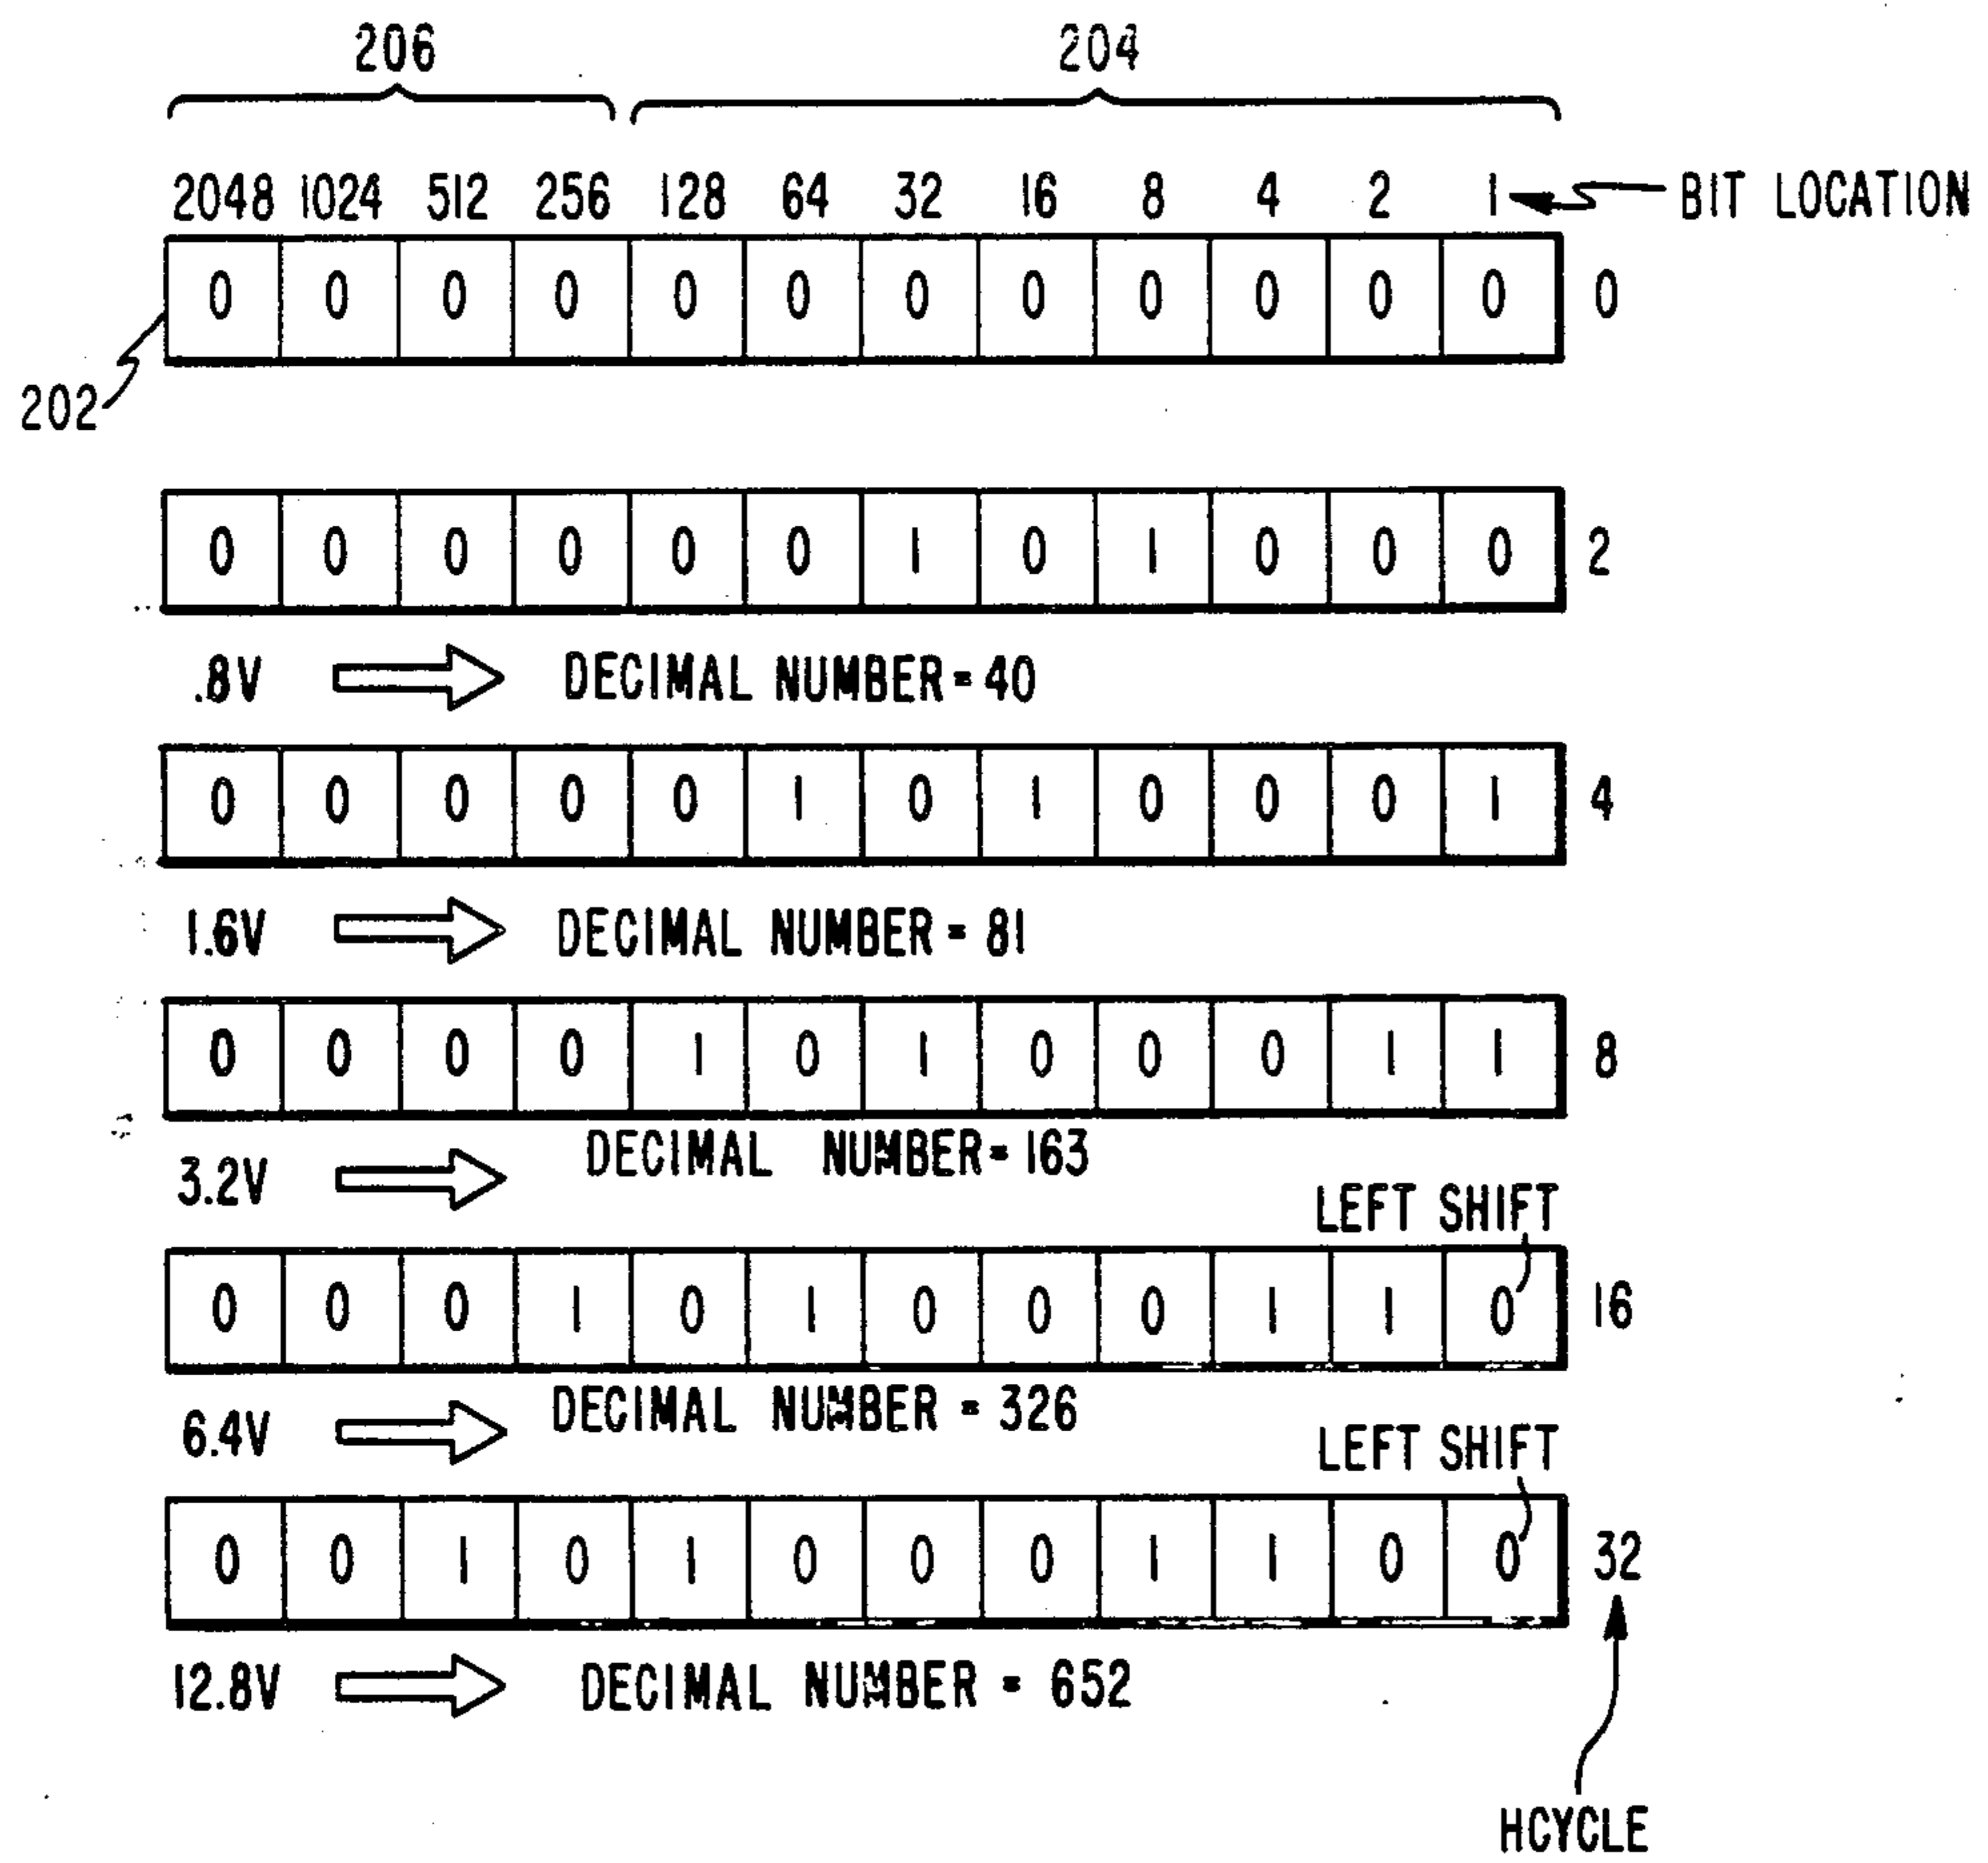 206 204
2048 1024 512 256 128 64 32 16 8 4 2 1 BIT LOCATION
0 0 0 0 0 0 0 0 0 0 0 0 0
202
0 0 0 0 0 0 1 0 1 0 0 0 2
.8V DECIMAL NUMBER = 40
0 0 0 0 0 1 0 1 0 0 0 1 4
1.6V DECIMAL NUMBER = 81
0 0 0 0 1 0 1 0 0 0 1 1 8
3.2V DECIMAL NUMBER = 163
LEFT SHIFT
0 0 0 1 0 1 0 0 0 1 1 0 16
6.4V DECIMAL NUMBER = 326
LEFT SHIFT
0 0 1 0 1 0 0 0 1 1 0 0 32
12.8V DECIMAL NUMBER = 652
HCYCLE